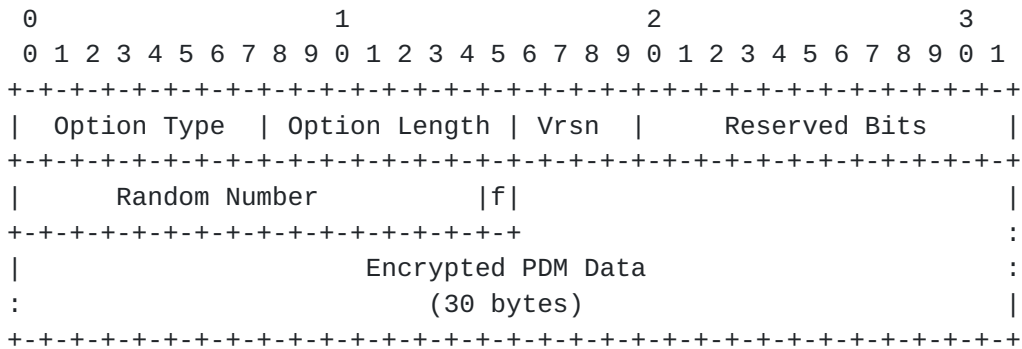 0                   1                   2                   3
 0 1 2 3 4 5 6 7 8 9 0 1 2 3 4 5 6 7 8 9 0 1 2 3 4 5 6 7 8 9 0 1
+-+-+-+-+-+-+-+-+-+-+-+-+-+-+-+-+-+-+-+-+-+-+-+-+-+-+-+-+-+-+-+-+
|  Option Type  | Option Length | Vrsn  |     Reserved Bits     |
+-+-+-+-+-+-+-+-+-+-+-+-+-+-+-+-+-+-+-+-+-+-+-+-+-+-+-+-+-+-+-+-+
|      Random Number          |f|                               |
+-+-+-+-+-+-+-+-+-+-+-+-+-+-+-+-+                               :
|                      Encrypted PDM Data                       :
:                          (30 bytes)                           |
+-+-+-+-+-+-+-+-+-+-+-+-+-+-+-+-+-+-+-+-+-+-+-+-+-+-+-+-+-+-+-+-+